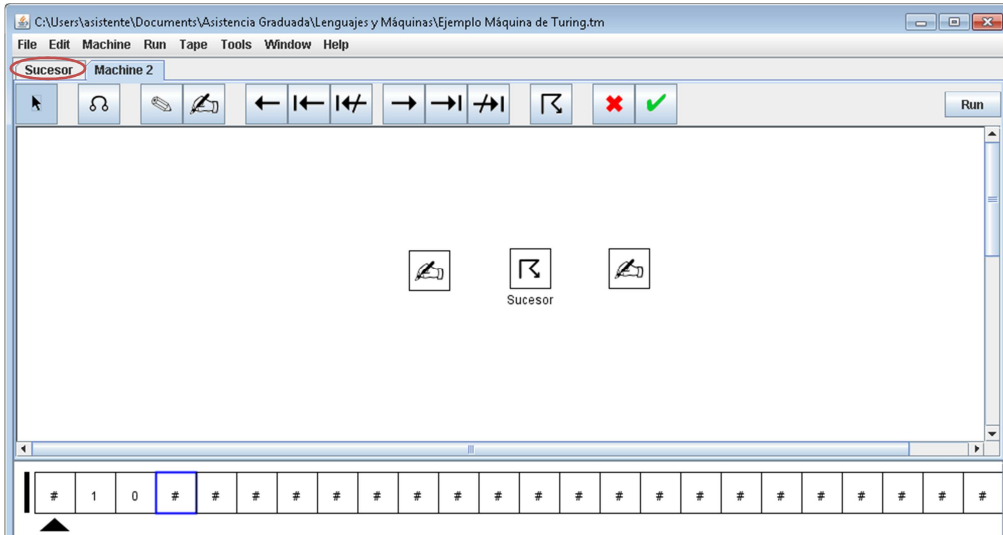 C:\Users\asistente\Documents\Asistencia Graduada\Lenguajes y Máquinas\Ejemplo Máquina de Turing.tm
File Edit Machine Run Tape Tools Window Help
Sucesor Machine 2
Run
Sucesor
# 1 0 # # # # # # # # # # # # # # # # # # # # #